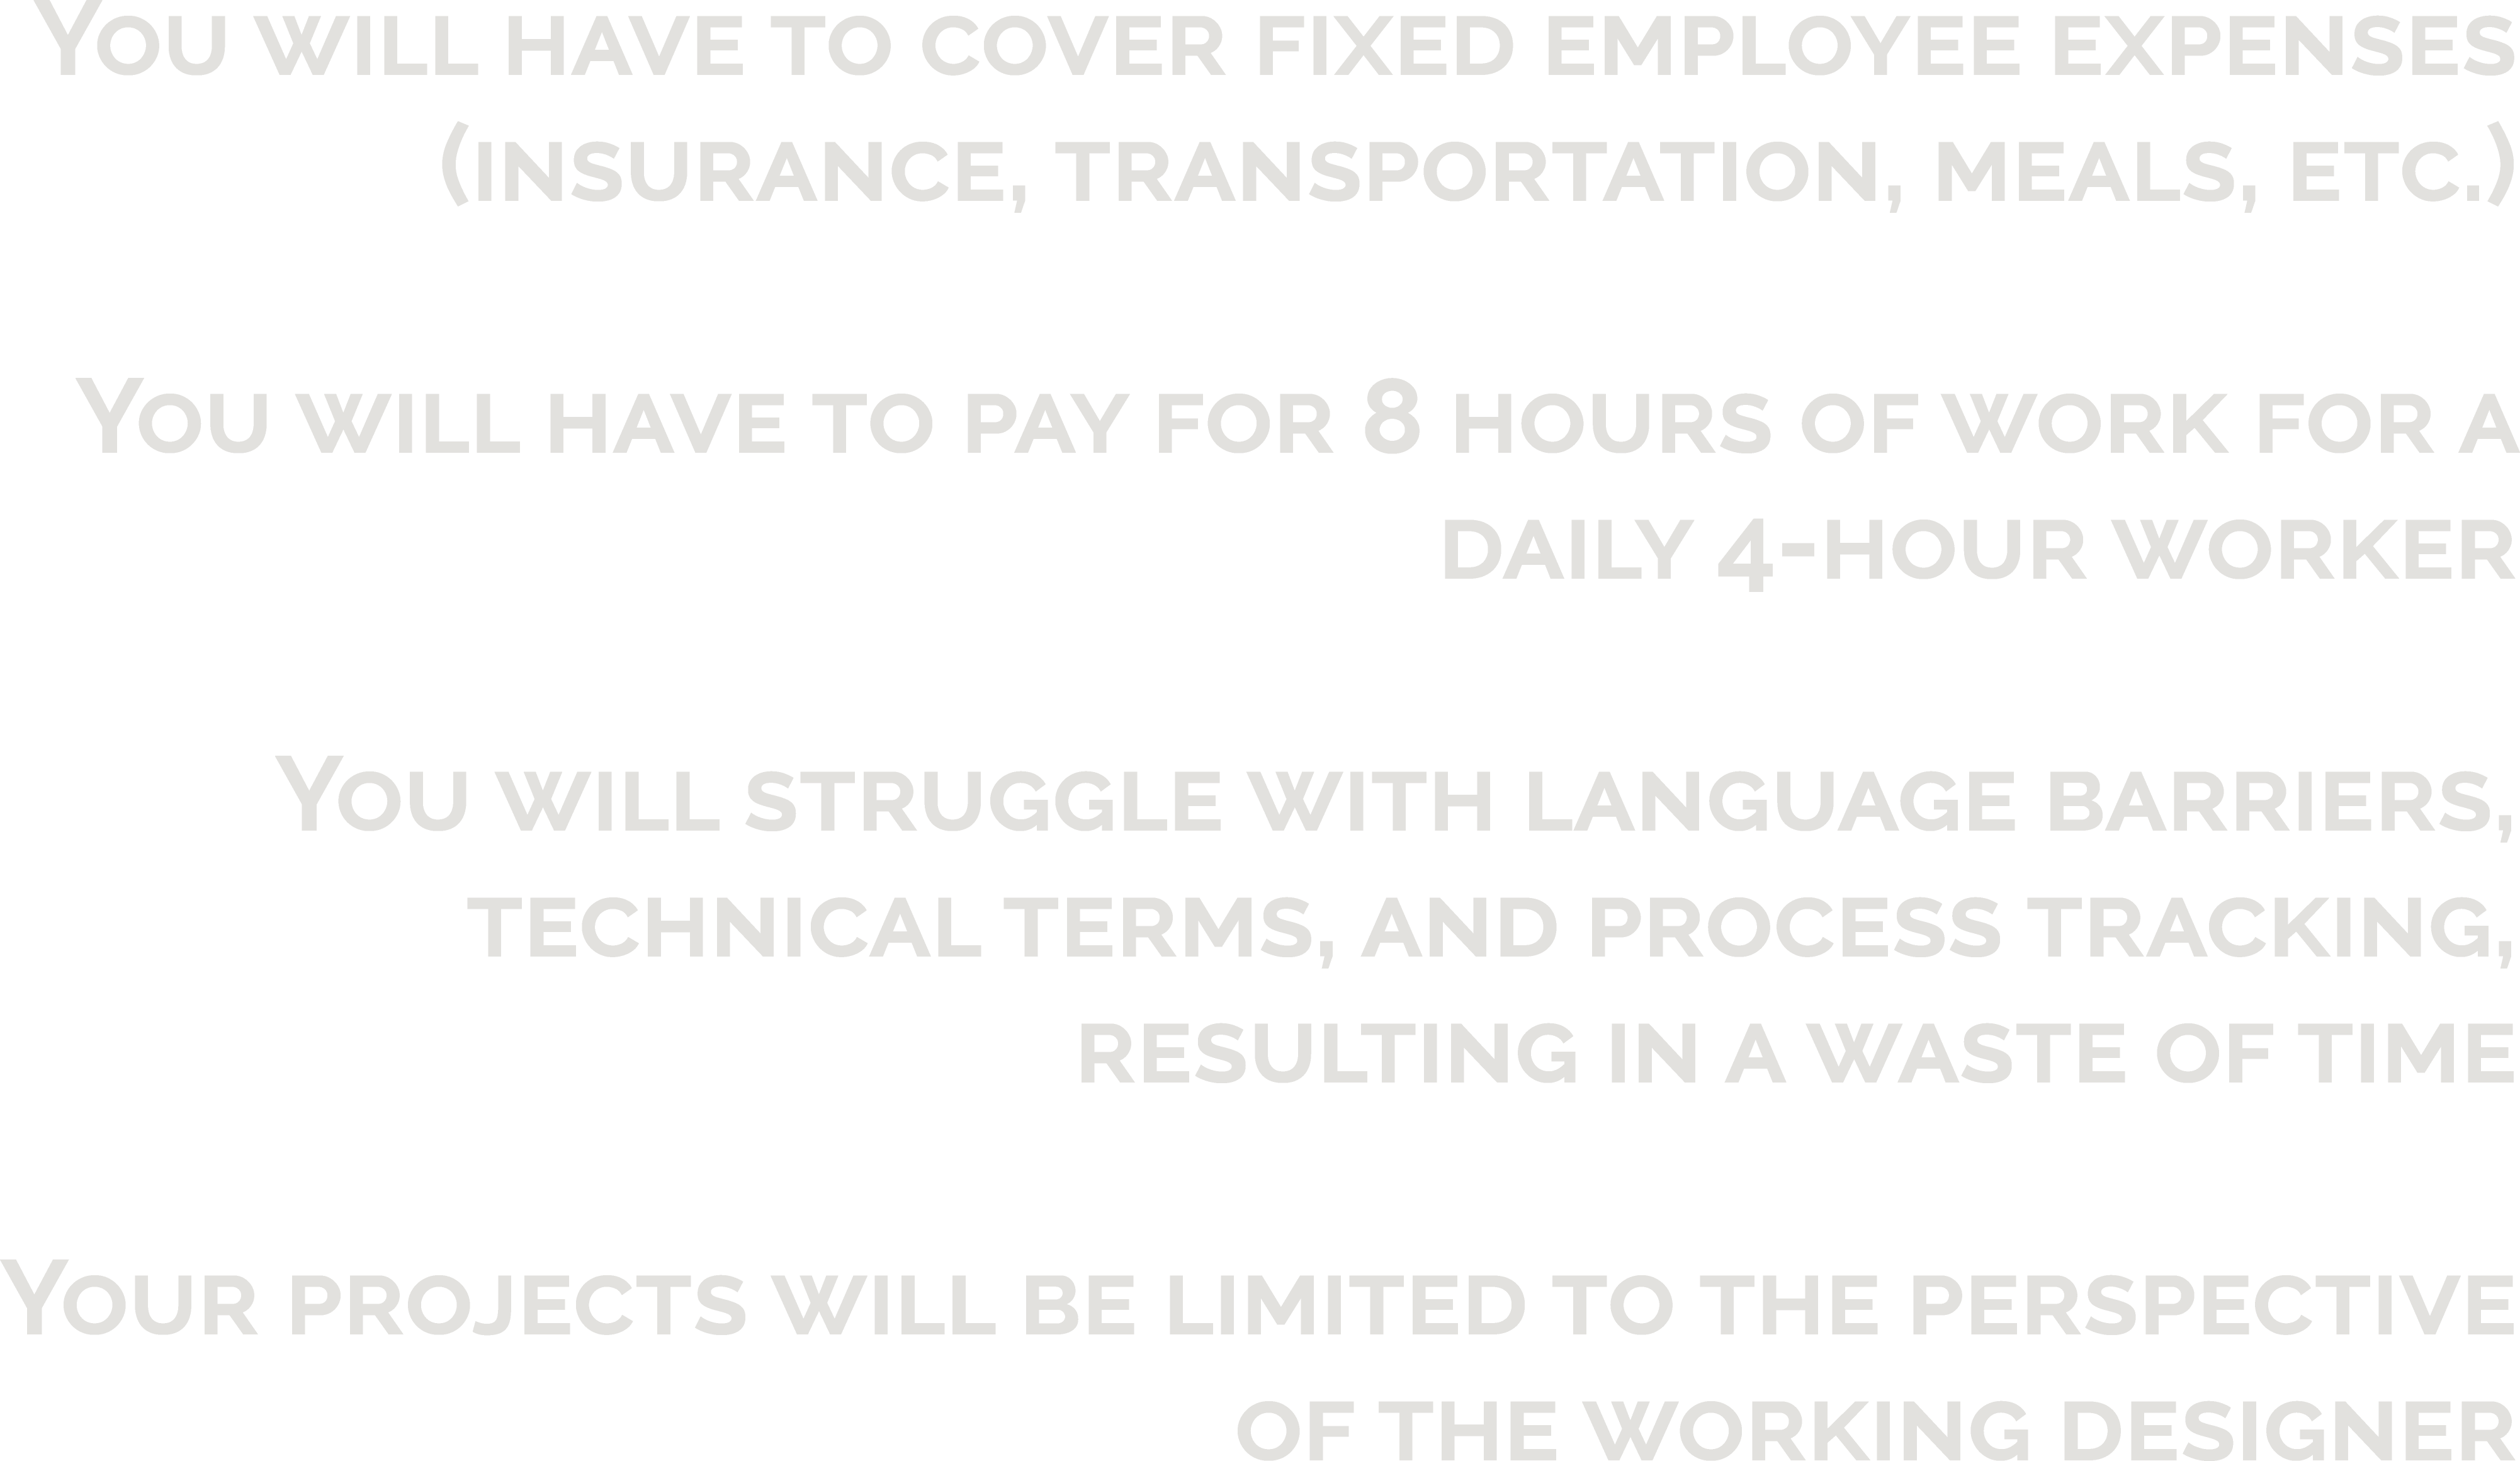 You will have to cover fixed employee expenses
(insurance, transportation, meals, etc.)
You will have to pay for 8 hours of work for a
daily 4-hour worker
You will struggle with language barriers,
technical terms, and process tracking,
resulting in a waste of time
Your projects will be limited to the perspective
of the working designer